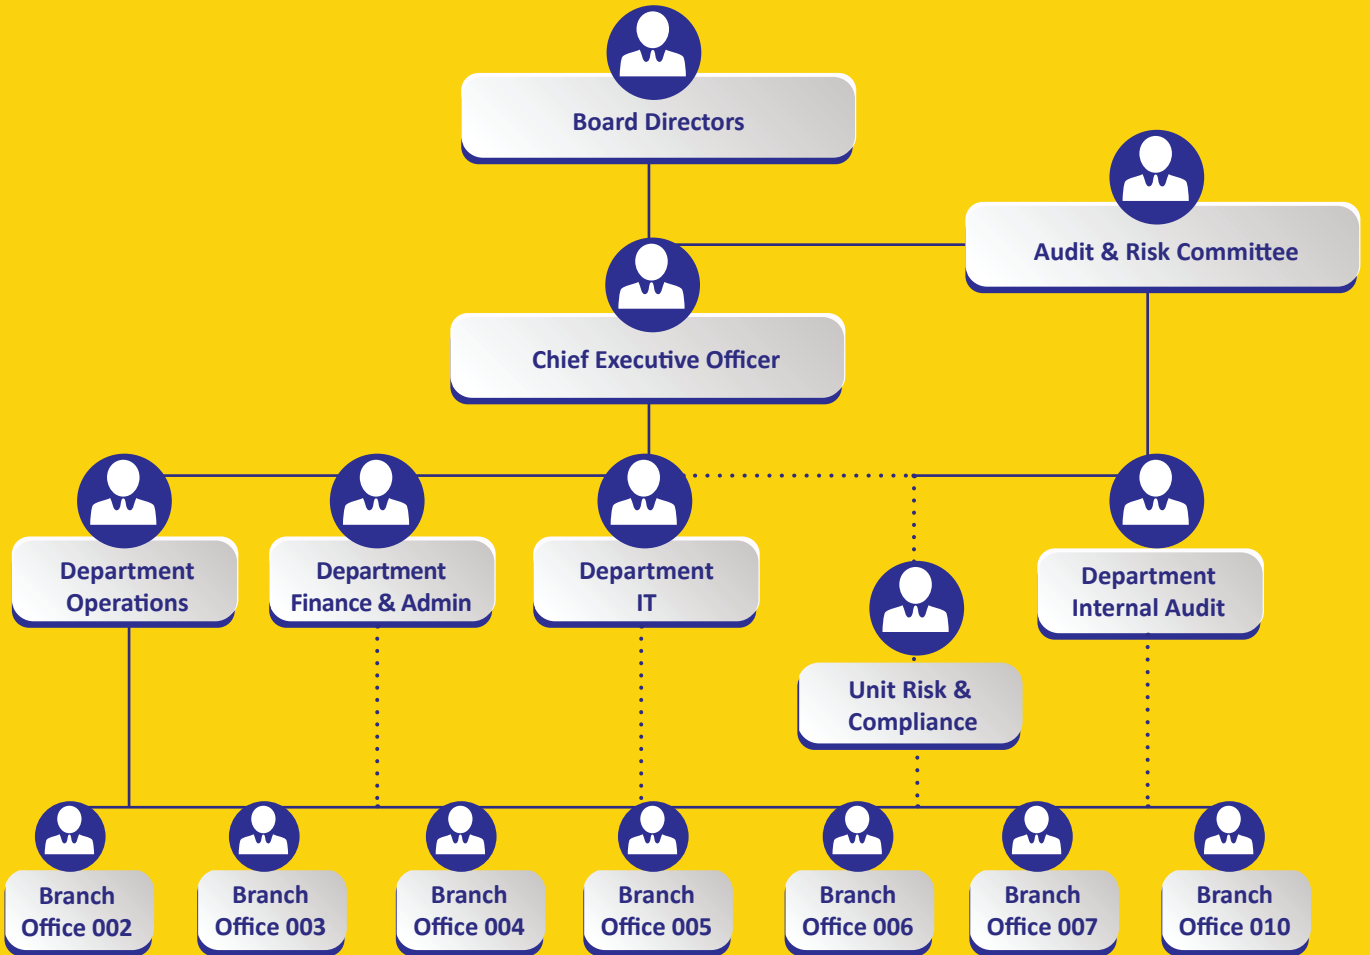 Board Directors
Audit & Risk Committee
Chief Executive Officer
Department
Operations
Department
Finance & Admin
Department
IT
Department
Internal Audit
Unit Risk &
Compliance
Branch
Office 002
Branch
Office 003
Branch
Office 004
Branch
Office 005
Branch
Office 006
Branch
Office 007
Branch
Office 010